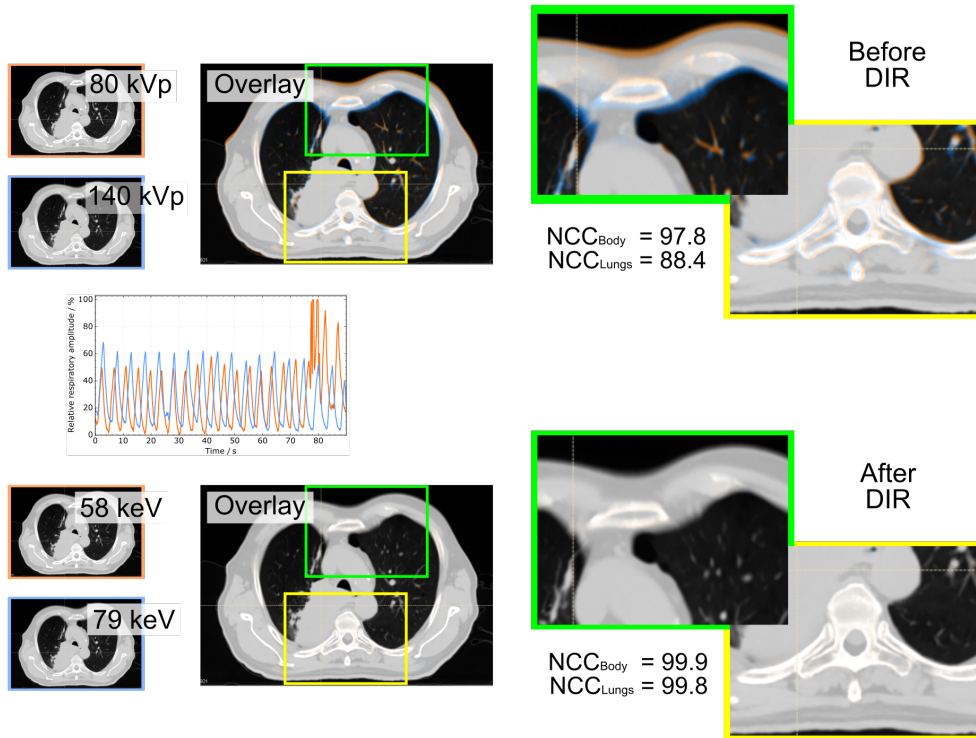 80 kVp
Overlay
140 kVp
Before
DIR
NCCBody = 97.8
NCCLungs = 88.4
Relative respiratory amplitude / %
100
80
60
40
20
0
0 10 20 30 40 50 60 70 80
Time / s
58 keV
Overlay
79 keV
After
DIR
NCCBody = 99.9
NCCLungs = 99.8